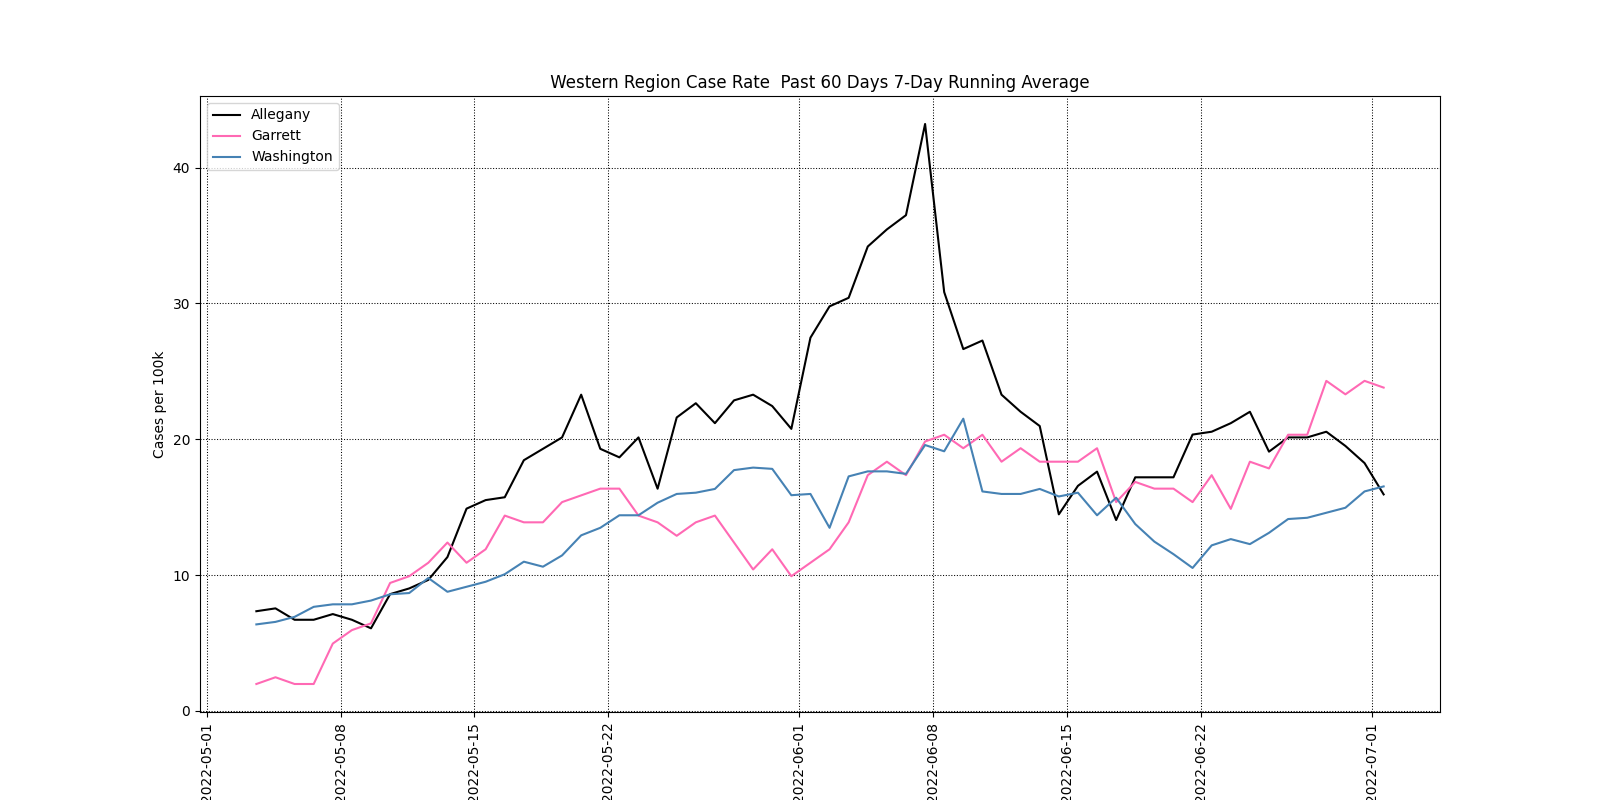 Western Region Case Rate  Past 60 Days 7-Day Running Average
Allegany
Garrett
Washington
Cases per 100k
40
30
20
10
0
2022-05-01
2022-05-08
2022-05-15
2022-05-22
2022-06-01
2022-06-08
2022-06-15
2022-06-22
2022-07-01